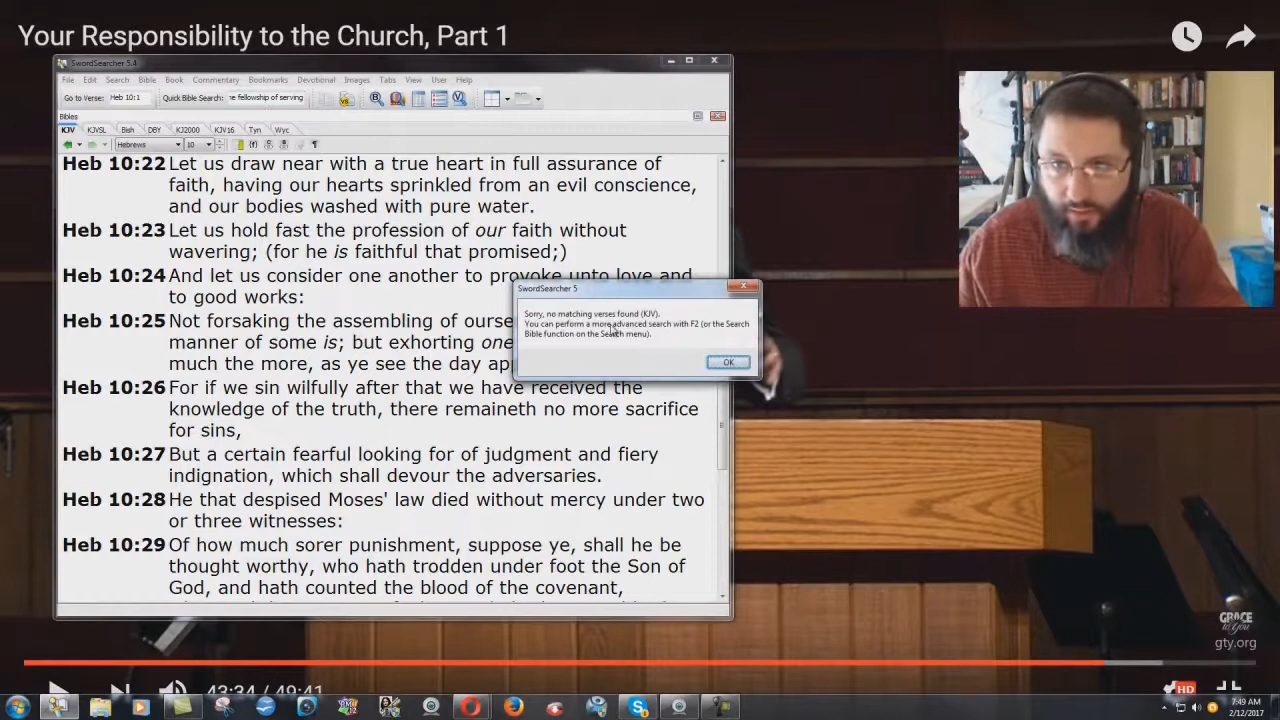 Your Responsibility to the Church, Part 1
SwordSearcher 5.4
File Edit Search Bible Book Commentary Bookmarks Devotional Images Tabs View User Help
Go to Verse: Heb 10:1 Quick Bible Search: he fellowship of serving
Bibles
KJV KJVSL Bish DBY KJ2000 KJV16 Tyn Wyc
Hebrews 10
Heb 10:22 Let us draw near with a true heart in full assurance of
faith, having our hearts sprinkled from an evil conscience,
and our bodies washed with pure water.
Heb 10:23 Let us hold fast the profession of our faith without
wavering; (for he is faithful that promised;)
Heb 10:24 And let us consider one another to provoke unto love and
to good works:
Heb 10:25 Not forsaking the assembling of ourse
manner of some is; but exhorting one
much the more, as ye see the day ap
Heb 10:26 For if we sin wilfully after that we have received the
knowledge of the truth, there remaineth no more sacrifice
for sins,
Heb 10:27 But a certain fearful looking for of judgment and fiery
indignation, which shall devour the adversaries.
Heb 10:28 He that despised Moses' law died without mercy under two
or three witnesses:
Heb 10:29 Of how much sorer punishment, suppose ye, shall he be
thought worthy, who hath trodden under foot the Son of
God, and hath counted the blood of the covenant,
SwordSearcher 5
Sorry, no matching verses found (KJV).
You can perform a more advanced search with F2 (or the Search
Bible function on the Search menu).
OK
GRACE
to You
gty.org
43:34 / 49:41
HD
7:49 AM
2/12/2017